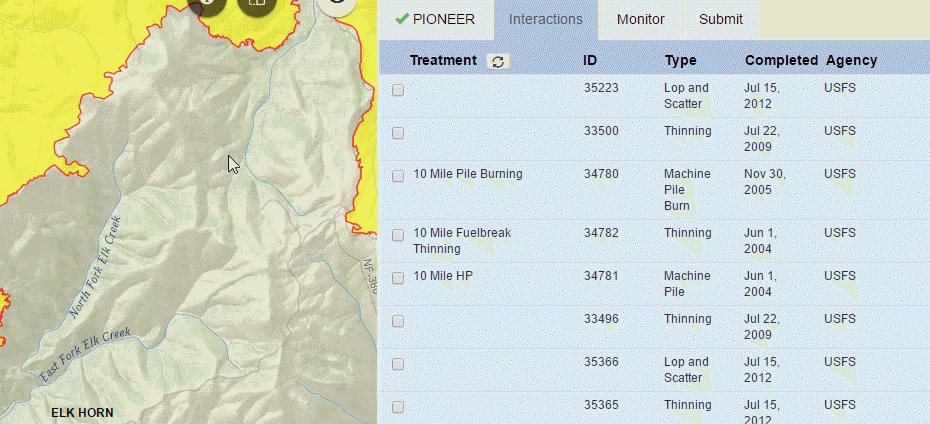 PIONEER Interactions Monitor Submit
Treatment ID Type Completed Agency
35223 Lop and Jul 15, USFS
Scatter 2012
33500 Thinning Jul 22, USFS
2009
10 Mile Pile Burning 34780 Machine Nov 30, USFS
Pile 2005
Burn
10 Mile Fuelbreak 34782 Thinning Jun 1, USFS
Thinning 2004
10 Mile HP 34781 Machine Jun 1, USFS
Pile 2004
33496 Thinning Jul 22, USFS
2009
35366 Lop and Jul 15, USFS
Scatter 2012
35365 Thinning Jul 15, USFS
2012
North Fork Elk Creek
East Fork Elk Creek
ELK HORN